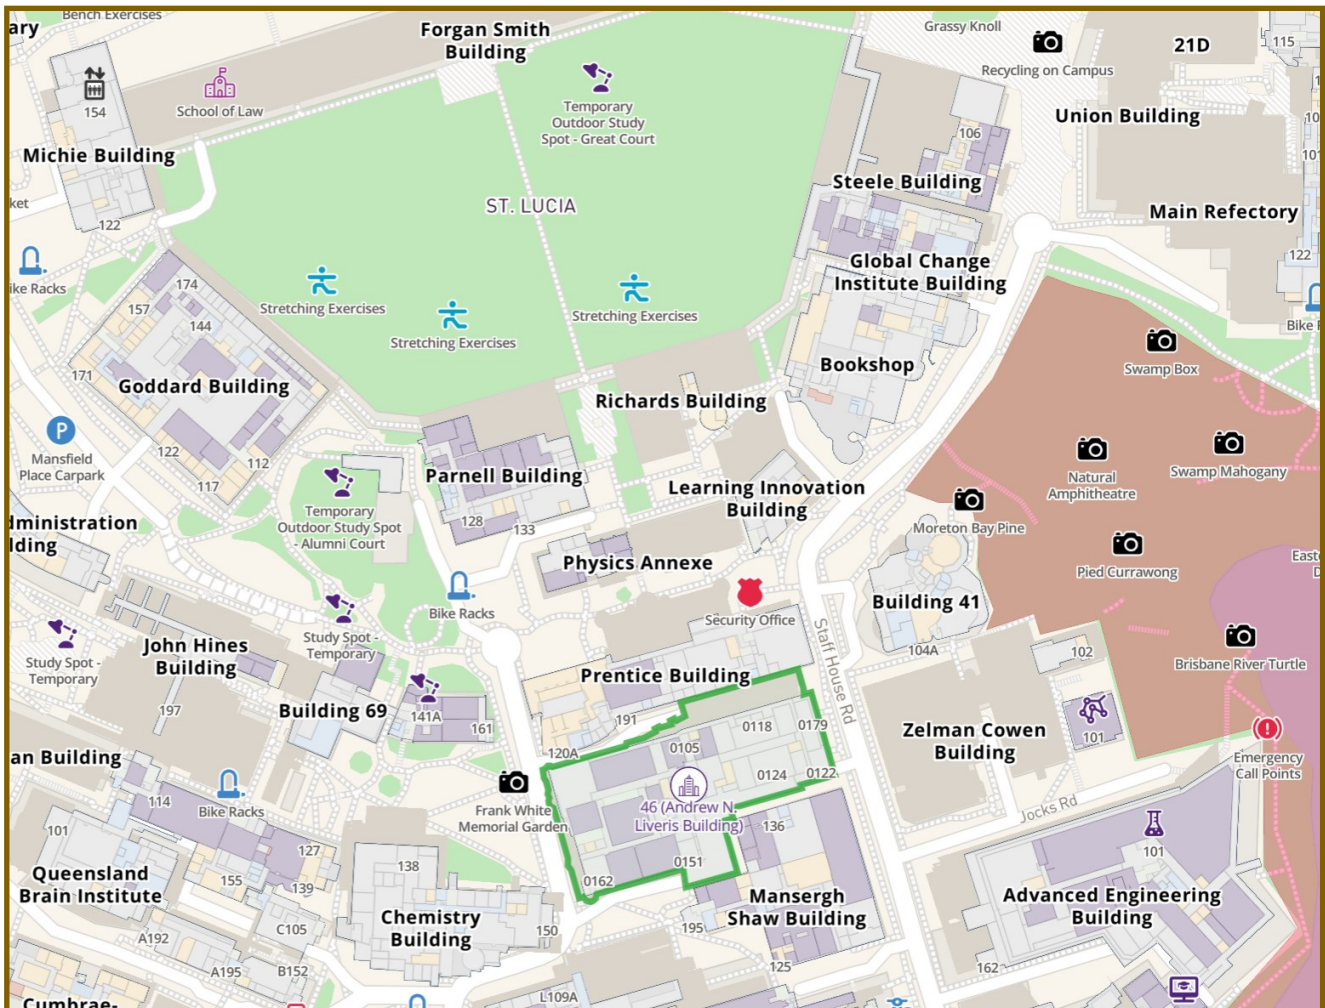 Bench Exercises
ary
Forgan Smith
Building
Grassy Knoll
Recycling on Campus
21D
115
154
School of Law
Temporary
Outdoor Study
Spot - Great Court
Union Building
106
Michie Building
Steele Building
ST. LUCIA
Main Refectory
122
ket
122
ike Racks
174
Global Change
Institute Building
157
144
Stretching Exercises
Stretching Exercises
Stretching Exercises
Bike
Swamp Box
171
Goddard Building
Bookshop
Richards Building
P
Mansfield
Place Carpark
122
112
117
Natural
Amphitheatre
Swamp Mahogany
Parnell Building
Learning Innovation
Building
Temporary
Outdoor Study Spot
- Alumni Court
128
133
Moreton Bay Pine
dministration
lding
Physics Annexe
Pied Currawong
Easte
D
Building 41
Bike Racks
Security Office
Staff House Rd
104A
102
John Hines
Building
Study Spot -
Temporary
Study Spot -
Temporary
Brisbane River Turtle
Prentice Building
197
Building 69
141A
161
191
0118
0179
Zelman Cowen
Building
101
120A
0105
an Building
Emergency
Call Points
0124
0122
Frank White
Memorial Garden
46 (Andrew N.
Liveris Building)
Jocks Rd
114
Bike Racks
101
136
127
138
0151
101
Queensland
Brain Institute
155
139
0162
Mansergh
Shaw Building
Advanced Engineering
Building
Chemistry
Building
150
195
C105
A192
A195
B152
125
162
L109A
Cumbrae-